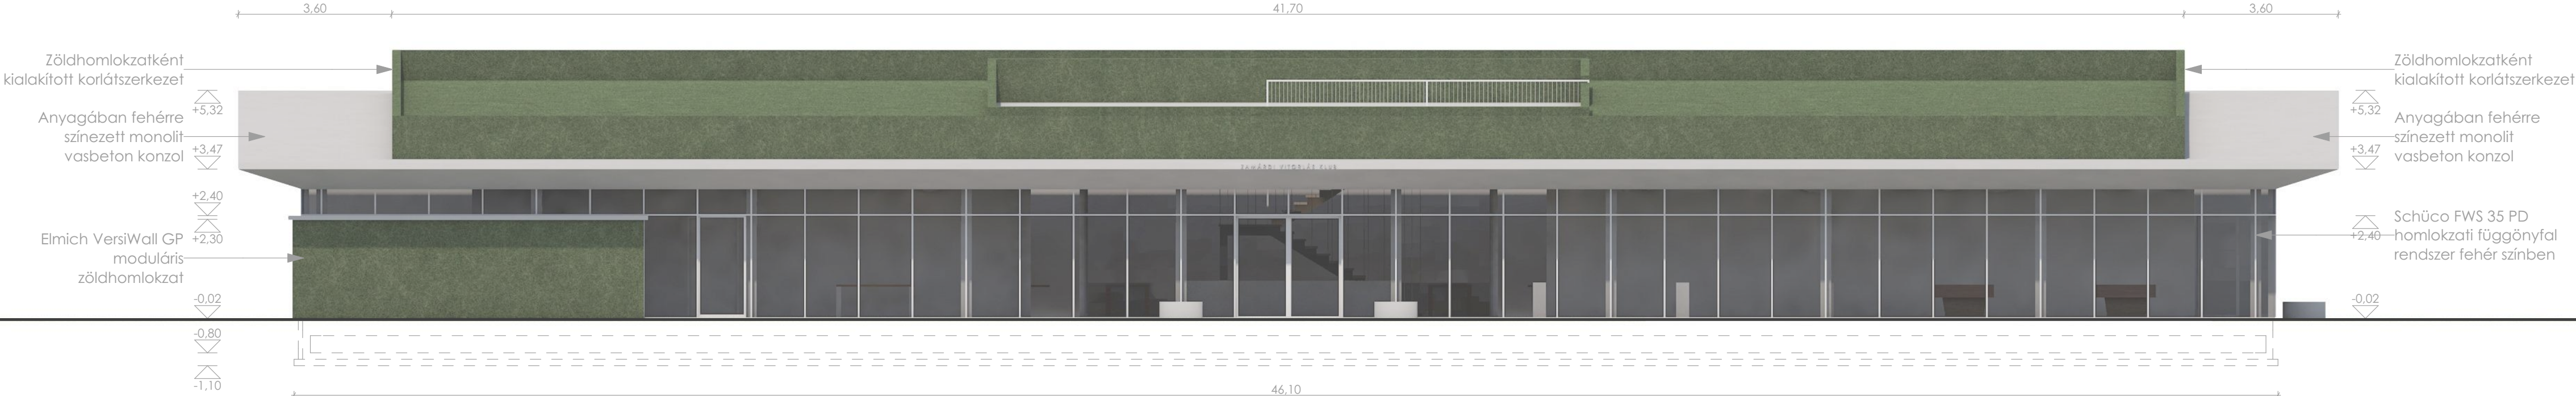 3,60
41,70
3,60
Zöldhomlokzatként
kialakított korlátszerkezet
+5,32
Anyagában fehérre
színezett monolit
vasbeton konzol
+3,47
+2,40
Elmich VersiWall GP
moduláris
zöldhomlokzat
+2,30
-0,02
-0,80
-1,10
ZAMÁRDI VITORLÁS KLUB
Zöldhomlokzatként
kialakított korlátszerkezet
+5,32
Anyagában fehérre
színezett monolit
vasbeton konzol
+3,47
Schüco FWS 35 PD
homlokzati függönyfal
rendszer fehér színben
+2,40
-0,02
46,10